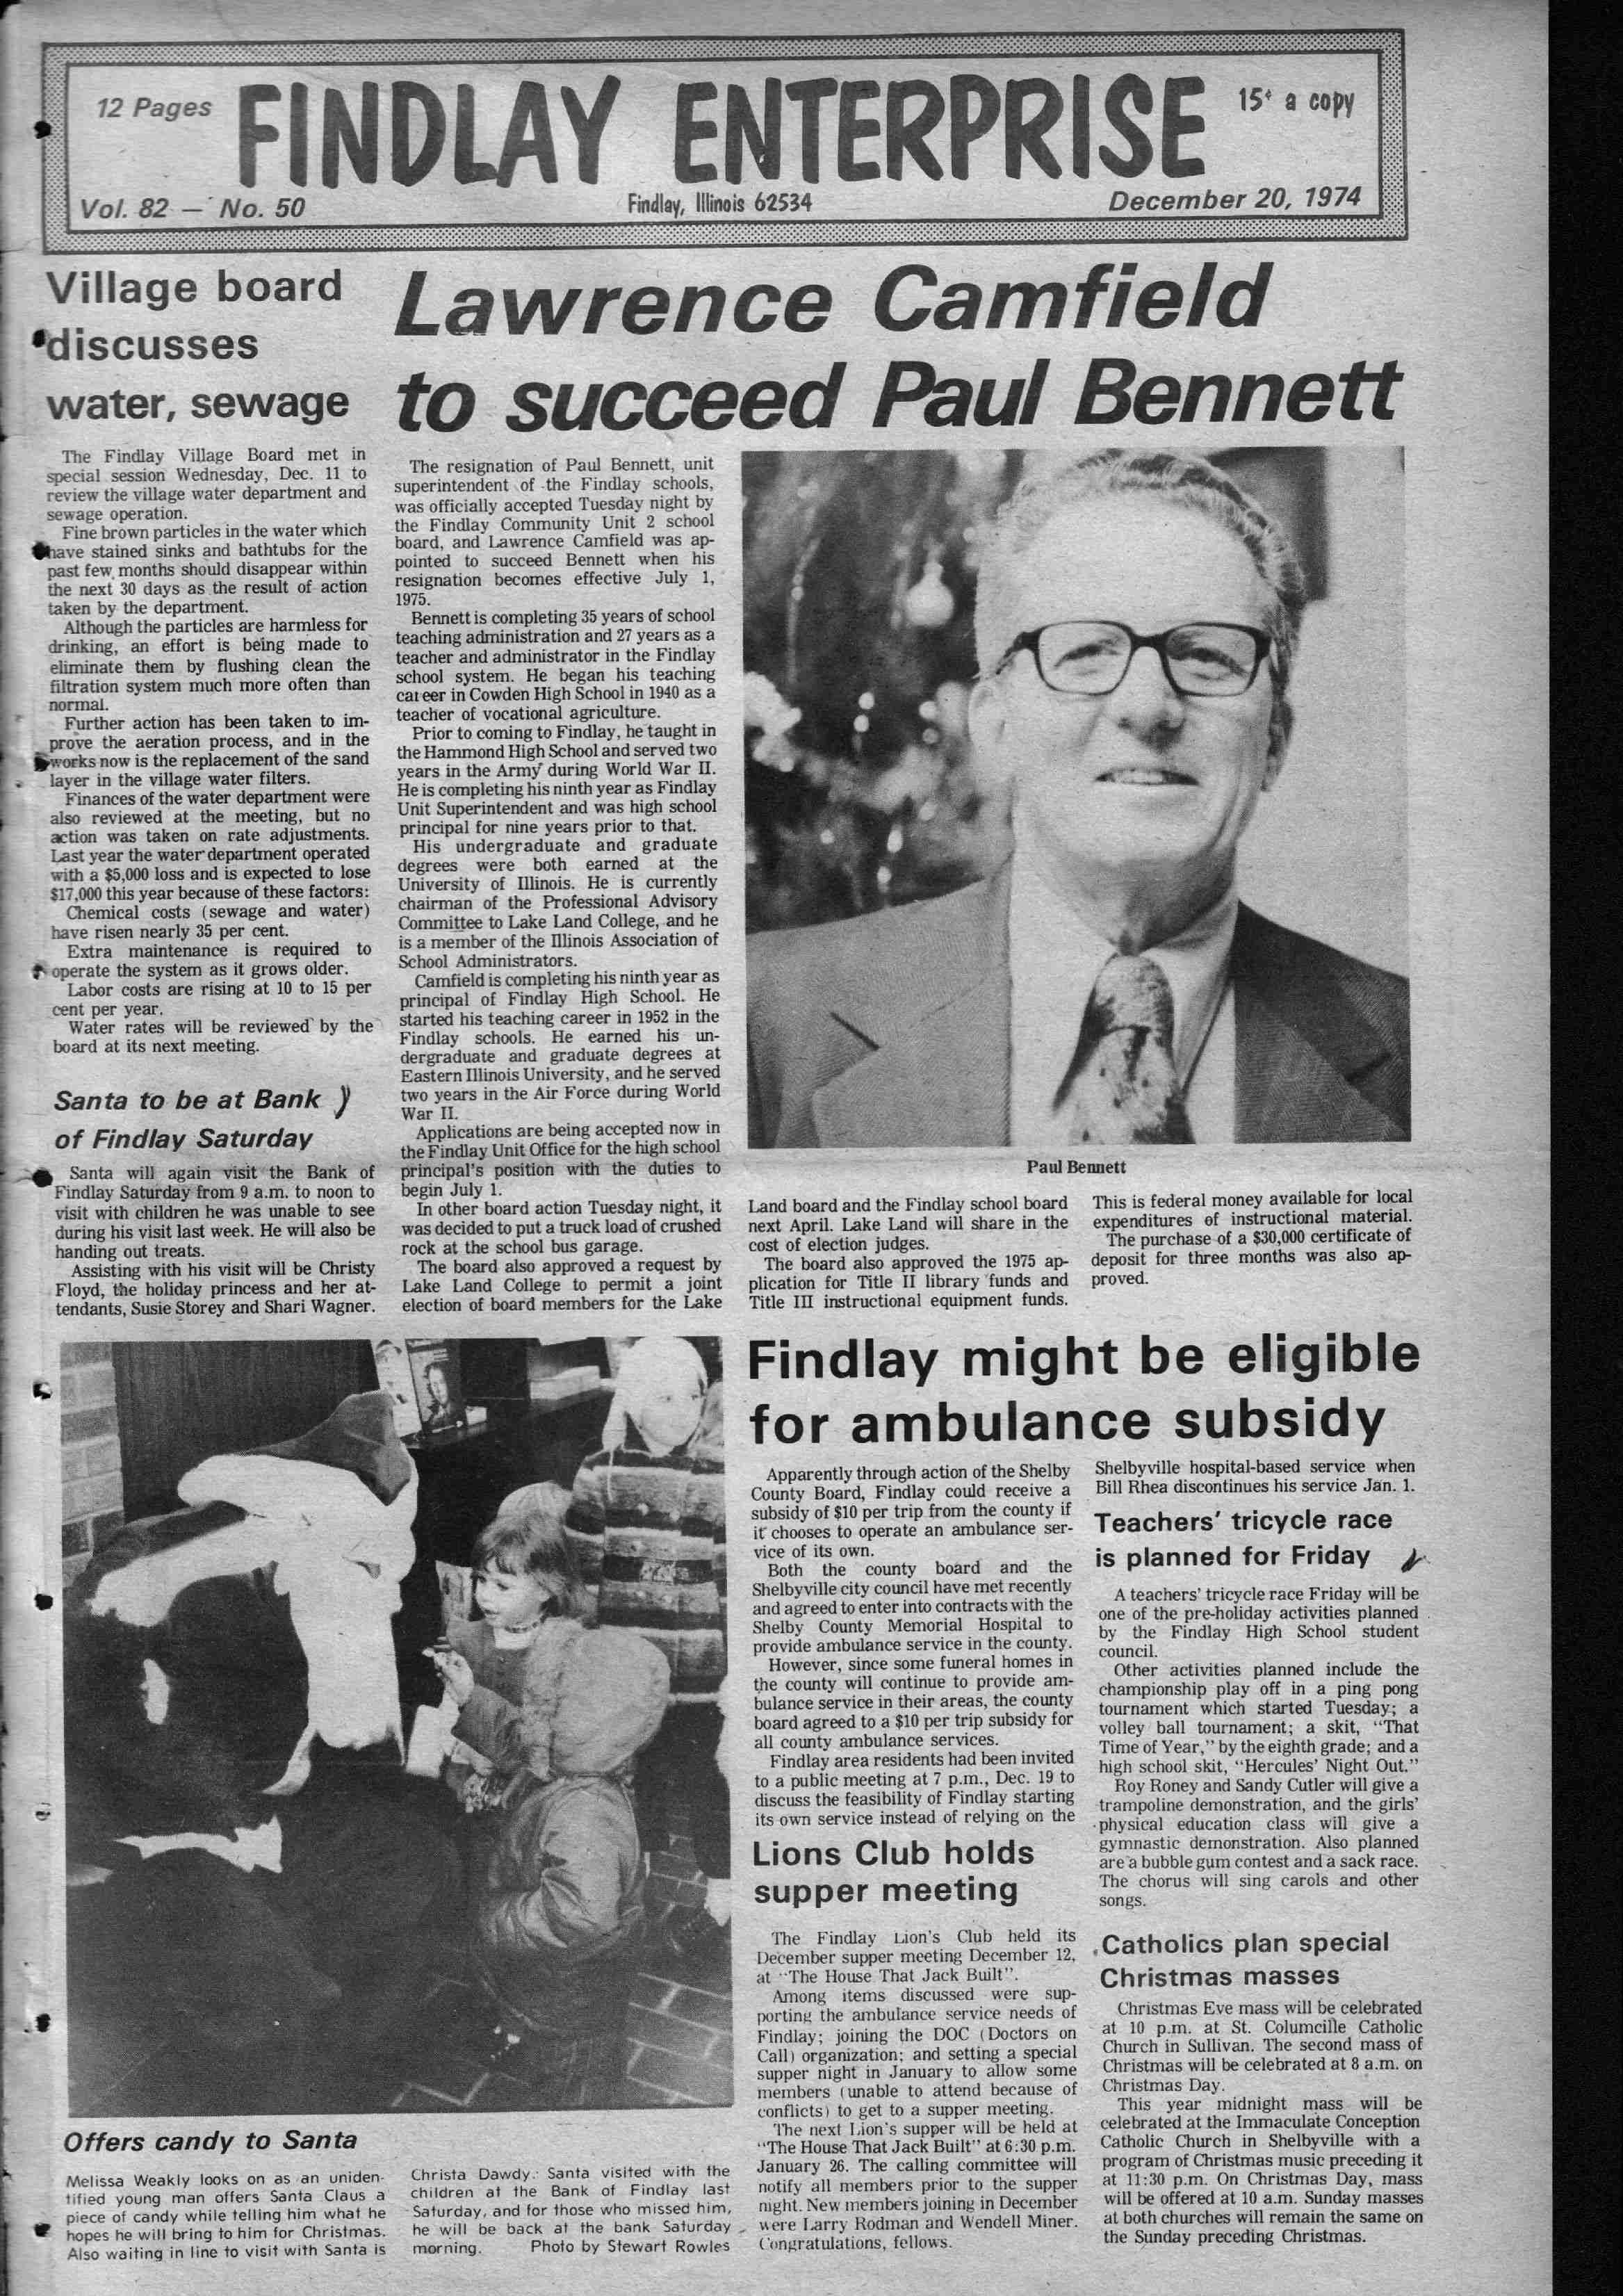 12 Pages
FINDLAY ENTERPRISE
15¢ a copy
Vol. 82 — No. 50
Findlay, Illinois 62534
December 20, 1974
Village board
discusses
water, sewage
The Findlay Village Board met in
special session Wednesday, Dec. 11 to
review the village water department and
sewage operation.
Fine brown particles in the water which
have stained sinks and bathtubs for the
past few months should disappear within
the next 30 days as the result of action
taken by the department.
Although the particles are harmless for
drinking, an effort is being made to
eliminate them by flushing clean the
filtration system much more often than
normal.
Further action has been taken to im-
prove the aeration process, and in the
works now is the replacement of the sand
layer in the village water filters.
Finances of the water department were
also reviewed at the meeting, but no
action was taken on rate adjustments.
Last year the water department operated
with a $5,000 loss and is expected to lose
$17,000 this year because of these factors:
Chemical costs (sewage and water)
have risen nearly 35 per cent.
Extra maintenance is required to
operate the system as it grows older.
Labor costs are rising at 10 to 15 per
cent per year.
Water rates will be reviewed by the
board at its next meeting.
Santa to be at Bank
of Findlay Saturday
Santa will again visit the Bank of
Findlay Saturday from 9 a.m. to noon to
visit with children he was unable to see
during his visit last week. He will also be
handing out treats.
Assisting with his visit will be Christy
Floyd, the holiday princess and her at-
tendants, Susie Storey and Shari Wagner.
Lawrence Camfield
to succeed Paul Bennett
The resignation of Paul Bennett, unit
superintendent of the Findlay schools,
was officially accepted Tuesday night by
the Findlay Community Unit 2 school
board, and Lawrence Camfield was ap-
pointed to succeed Bennett when his
resignation becomes effective July 1,
1975.
Bennett is completing 35 years of school
teaching administration and 27 years as a
teacher and administrator in the Findlay
school system. He began his teaching
career in Cowden High School in 1940 as a
teacher of vocational agriculture.
Prior to coming to Findlay, he taught in
the Hammond High School and served two
years in the Army during World War II.
He is completing his ninth year as Findlay
Unit Superintendent and was high school
principal for nine years prior to that.
His undergraduate and graduate
degrees were both earned at the
University of Illinois. He is currently
chairman of the Professional Advisory
Committee to Lake Land College, and he
is a member of the Illinois Association of
School Administrators.
Camfield is completing his ninth year as
principal of Findlay High School. He
started his teaching career in 1952 in the
Findlay schools. He earned his un-
dergraduate and graduate degrees at
Eastern Illinois University, and he served
two years in the Air Force during World
War II.
Applications are being accepted now in
the Findlay Unit Office for the high school
principal's position with the duties to
begin July 1.
In other board action Tuesday night, it
was decided to put a truck load of crushed
rock at the school bus garage.
The board also approved a request by
Lake Land College to permit a joint
election of board members for the Lake
Paul Bennett
Land board and the Findlay school board
next April. Lake Land will share in the
cost of election judges.
The board also approved the 1975 ap-
plication for Title II library funds and
Title III instructional equipment funds.
This is federal money available for local
expenditures of instructional material.
The purchase of a $30,000 certificate of
deposit for three months was also ap-
proved.
Offers candy to Santa
Melissa Weakly looks on as an uniden-
tified young man offers Santa Claus a
piece of candy while telling him what he
hopes he will bring to him for Christmas.
Also waiting in line to visit with Santa is
Christa Dawdy. Santa visited with the
children at the Bank of Findlay last
Saturday, and for those who missed him,
he will be back at the bank Saturday
morning. Photo by Stewart Rowles
Findlay might be eligible
for ambulance subsidy
Apparently through action of the Shelby
County Board, Findlay could receive a
subsidy of $10 per trip from the county if
it chooses to operate an ambulance ser-
vice of its own.
Both the county board and the
Shelbyville city council have met recently
and agreed to enter into contracts with the
Shelby County Memorial Hospital to
provide ambulance service in the county.
However, since some funeral homes in
the county will continue to provide am-
bulance service in their areas, the county
board agreed to a $10 per trip subsidy for
all county ambulance services.
Findlay area residents had been invited
to a public meeting at 7 p.m., Dec. 19 to
discuss the feasibility of Findlay starting
its own service instead of relying on the
Shelbyville hospital-based service when
Bill Rhea discontinues his service Jan. 1.
Lions Club holds
supper meeting
The Findlay Lion's Club held its
December supper meeting December 12,
at "The House That Jack Built".
Among items discussed were sup-
porting the ambulance service needs of
Findlay; joining the DOC (Doctors on
Call) organization; and setting a special
supper night in January to allow some
members (unable to attend because of
conflicts) to get to a supper meeting.
The next Lion's supper will be held at
"The House That Jack Built" at 6:30 p.m.
January 26. The calling committee will
notify all members prior to the supper
night. New members joining in December
were Larry Rodman and Wendell Miner.
Congratulations, fellows.
Teachers' tricycle race
is planned for Friday
A teachers' tricycle race Friday will be
one of the pre-holiday activities planned
by the Findlay High School student
council.
Other activities planned include the
championship play off in a ping pong
tournament which started Tuesday; a
volley ball tournament; a skit, "That
Time of Year," by the eighth grade; and a
high school skit, "Hercules' Night Out."
Roy Roney and Sandy Cutler will give a
trampoline demonstration, and the girls'
physical education class will give a
gymnastic demonstration. Also planned
are a bubble gum contest and a sack race.
The chorus will sing carols and other
songs.
Catholics plan special
Christmas masses
Christmas Eve mass will be celebrated
at 10 p.m. at St. Columcille Catholic
Church in Sullivan. The second mass of
Christmas will be celebrated at 8 a.m. on
Christmas Day.
This year midnight mass will be
celebrated at the Immaculate Conception
Catholic Church in Shelbyville with a
program of Christmas music preceding it
at 11:30 p.m. On Christmas Day, mass
will be offered at 10 a.m. Sunday masses
at both churches will remain the same on
the Sunday preceding Christmas.